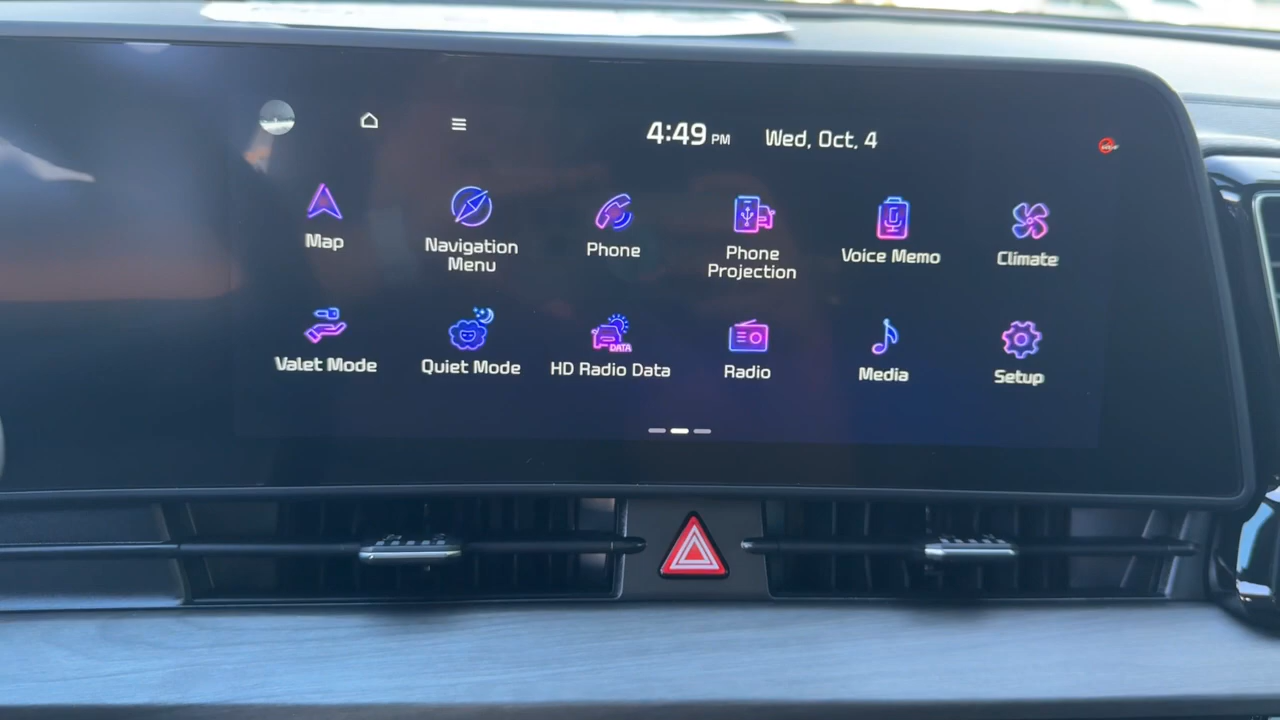 4:49 PM Wed, Oct. 4
Map
Navigation
Menu
Phone
Phone
Projection
Voice Memo
Climate
Valet Mode
Quiet Mode
DATA
HD Radio Data
Radio
Media
Setup